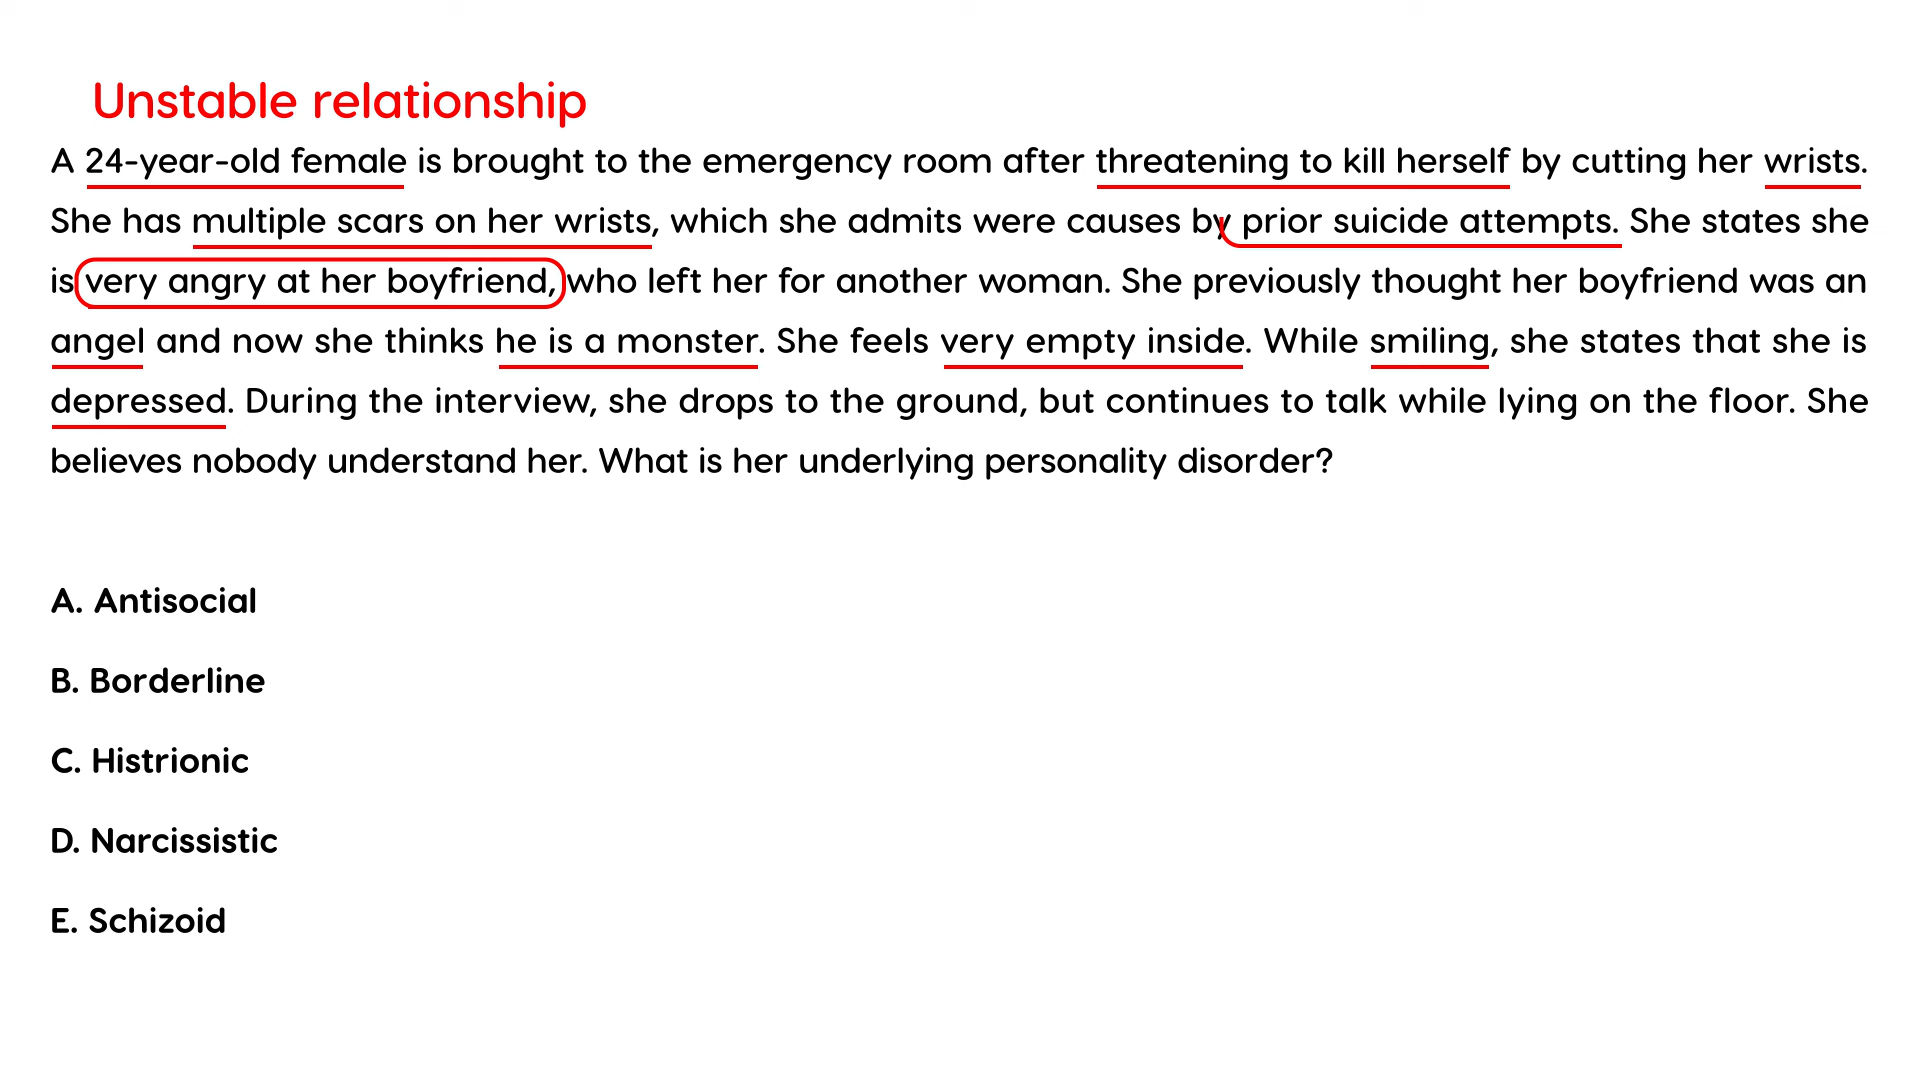 Unstable relationship
A 24-year-old female is brought to the emergency room after threatening to kill herself by cutting her wrists.
She has multiple scars on her wrists, which she admits were causes by prior suicide attempts. She states she
is very angry at her boyfriend, who left her for another woman. She previously thought her boyfriend was an
angel and now she thinks he is a monster. She feels very empty inside. While smiling, she states that she is
depressed. During the interview, she drops to the ground, but continues to talk while lying on the floor. She
believes nobody understand her. What is her underlying personality disorder?
A. Antisocial
B. Borderline
C. Histrionic
D. Narcissistic
E. Schizoid